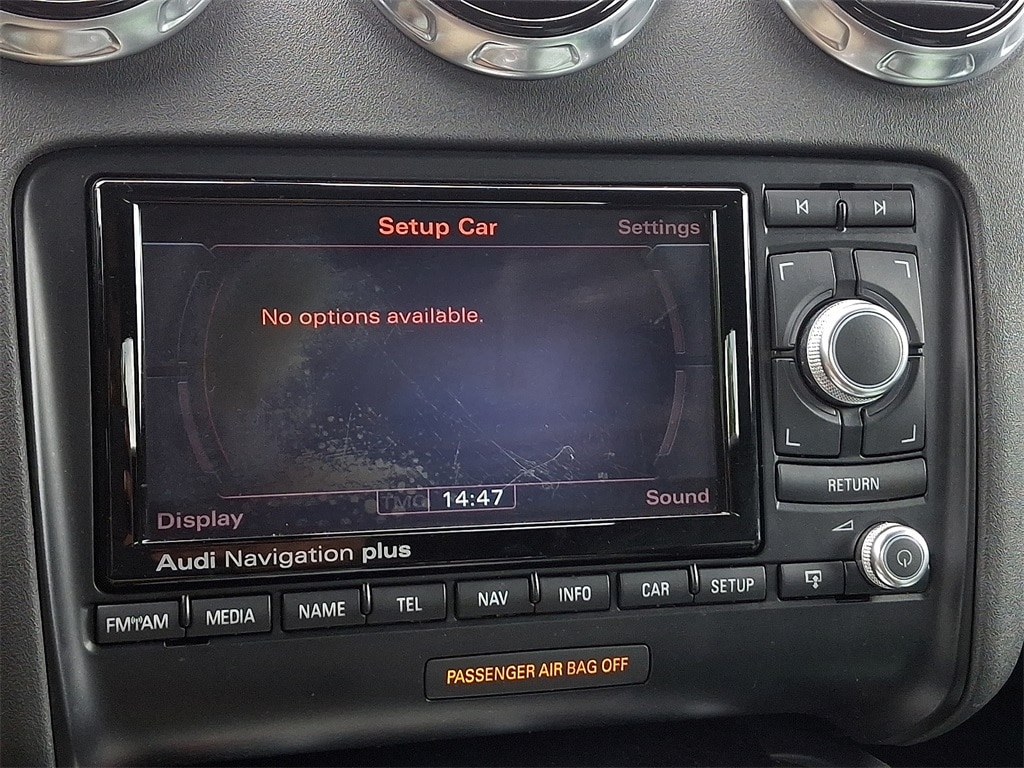 Setup Car
Settings
No options available.
TMC 14:47
Display
Sound
Audi Navigation plus
RETURN
FM AM
MEDIA
NAME
TEL
NAV
INFO
CAR
SETUP
PASSENGER AIR BAG OFF